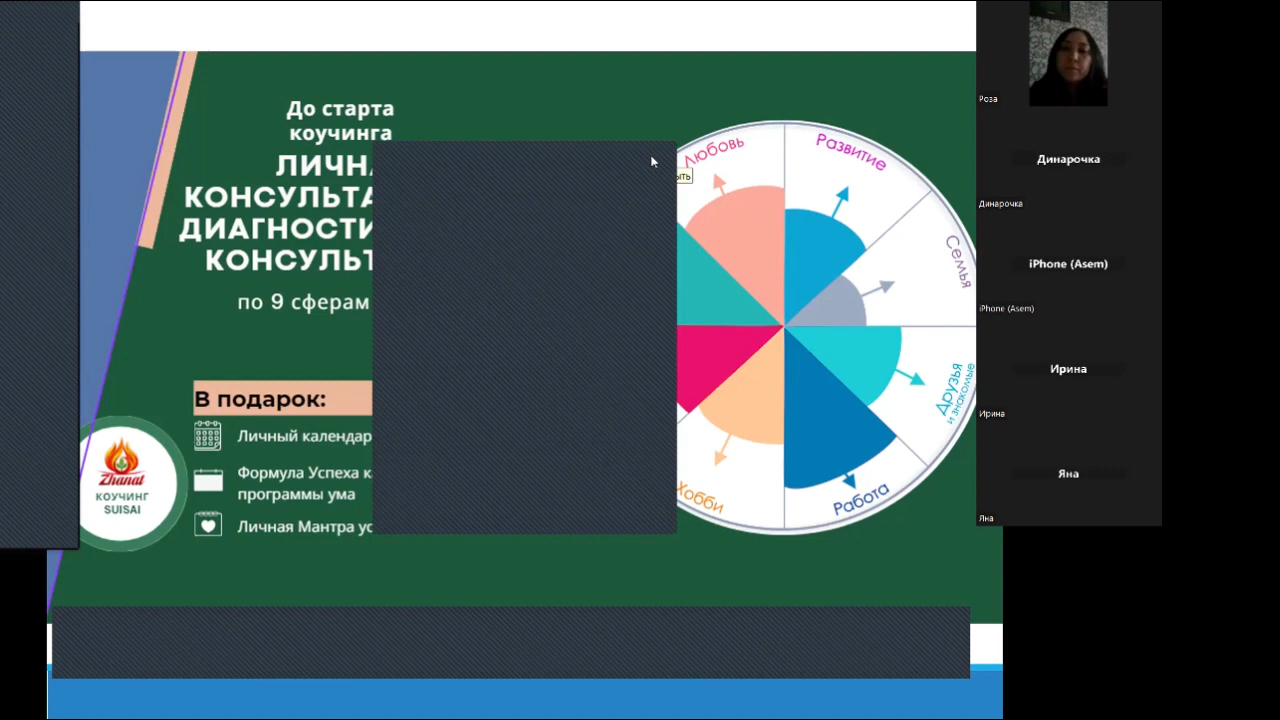 До старта
коучинга
ЛИЧН
КОНСУЛЬТА
ДИАГНОСТИ
КОНСУЛЬТ
по 9 сферам
В подарок:
Личный календар
Формула Успеха к
программы ума
Личная Мантра ус
Zhanat
КОУЧИНГ
SUISAI
ыть
Любовь
Развитие
Семья
Друзья
и знакомые
Работа
Хобби
Роза
Динарочка
Динарочка
iPhone (Asem)
iPhone (Asem)
Ирина
Ирина
Яна
Яна